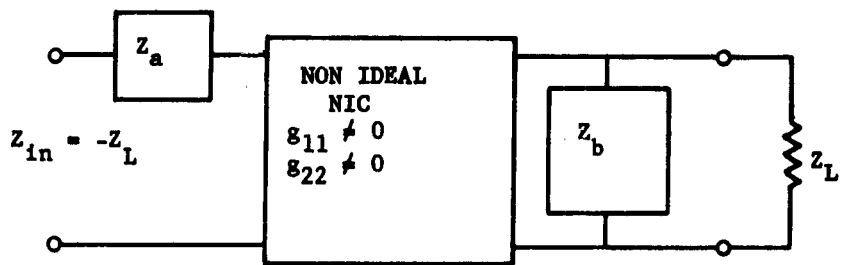 Z_a
NON IDEAL
NIC
g_11 ≠ 0
g_22 ≠ 0
Z_in = -Z_L
Z_b
Z_L